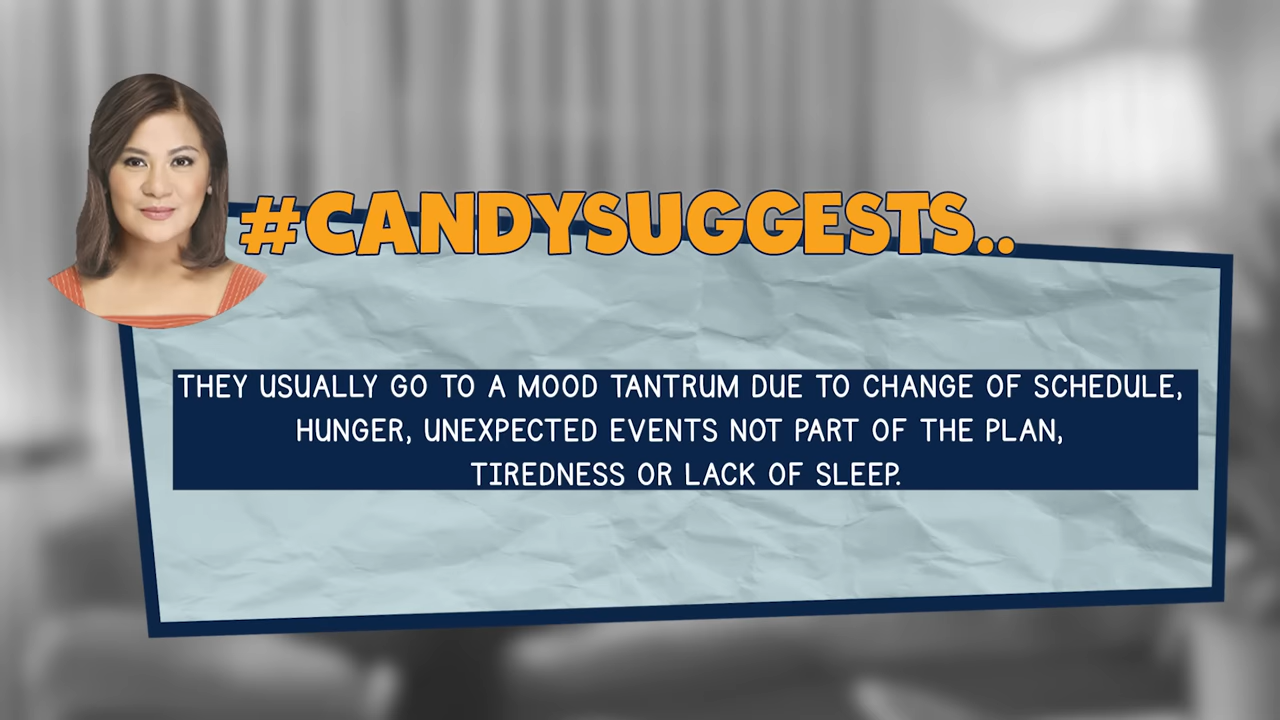 #CANDYSUGGESTS..
THEY USUALLY GO TO A MOOD TANTRUM DUE TO CHANGE OF SCHEDULE,
HUNGER, UNEXPECTED EVENTS NOT PART OF THE PLAN,
TIREDNESS OR LACK OF SLEEP.